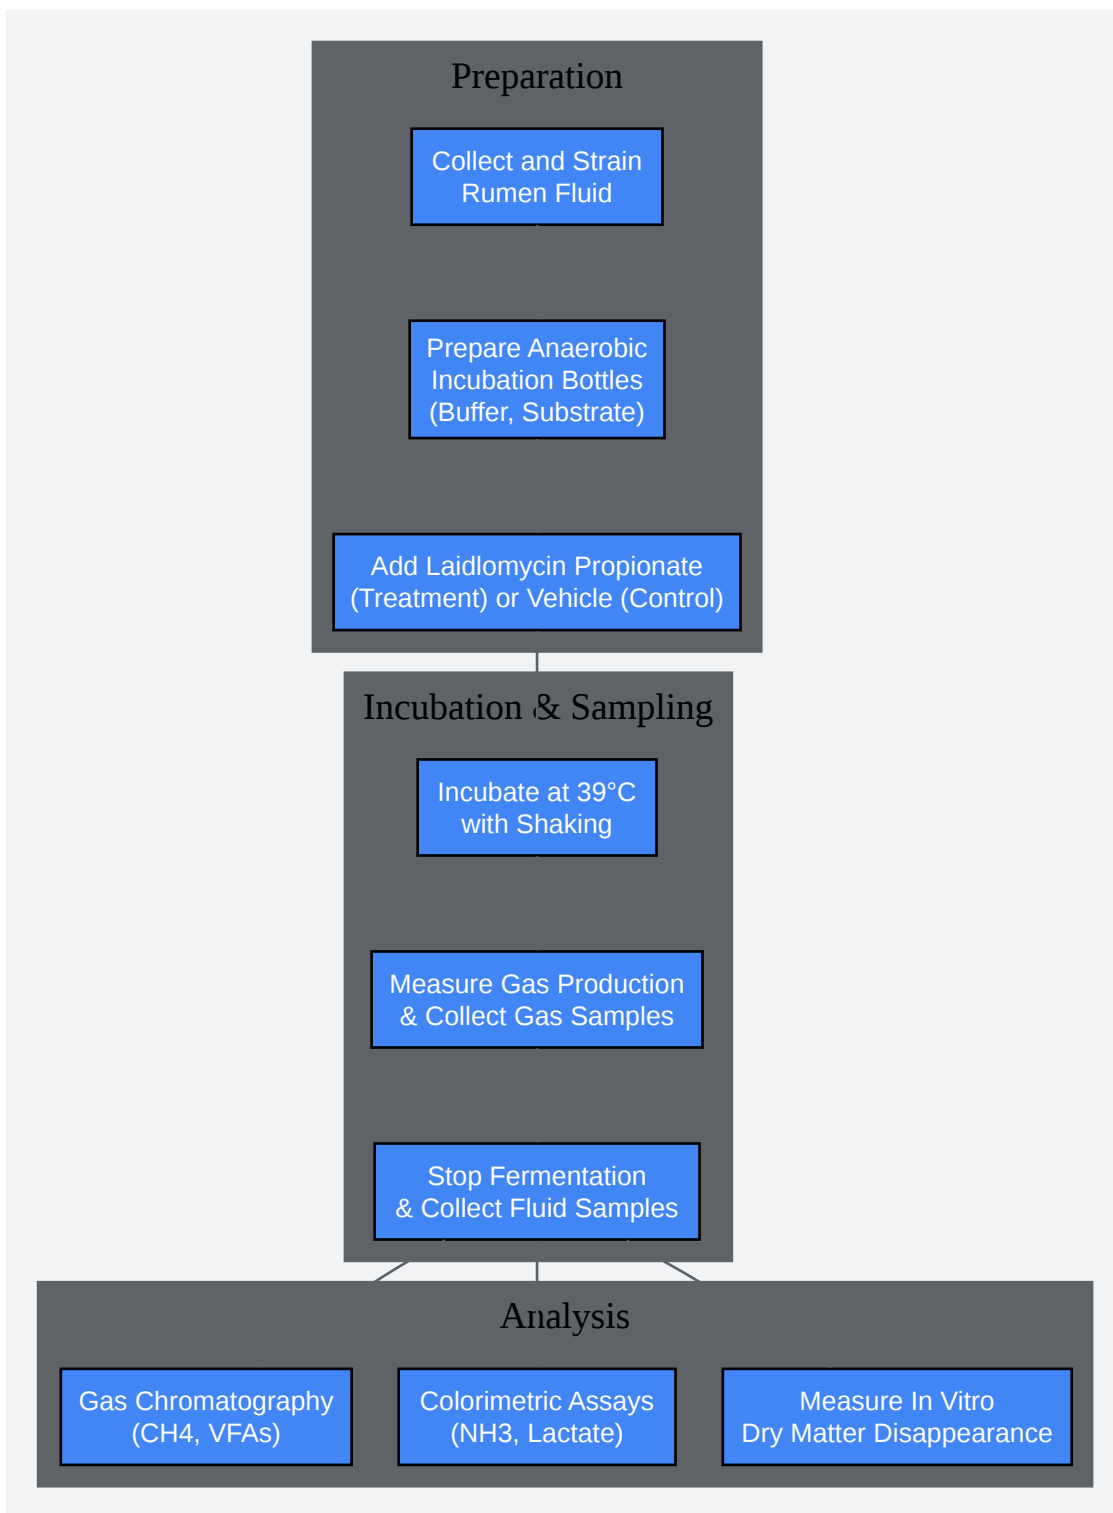 Preparation
Collect and Strain
Rumen Fluid
Prepare Anaerobic
Incubation Bottles
(Buffer, Substrate)
Add Laidlomycin Propionate
(Treatment) or Vehicle (Control)
Incubation & Sampling
Incubate at 39°C
with Shaking
Measure Gas Production
& Collect Gas Samples
Stop Fermentation
& Collect Fluid Samples
Analysis
Gas Chromatography
(CH4, VFAs)
Colorimetric Assays
(NH3, Lactate)
Measure In Vitro
Dry Matter Disappearance